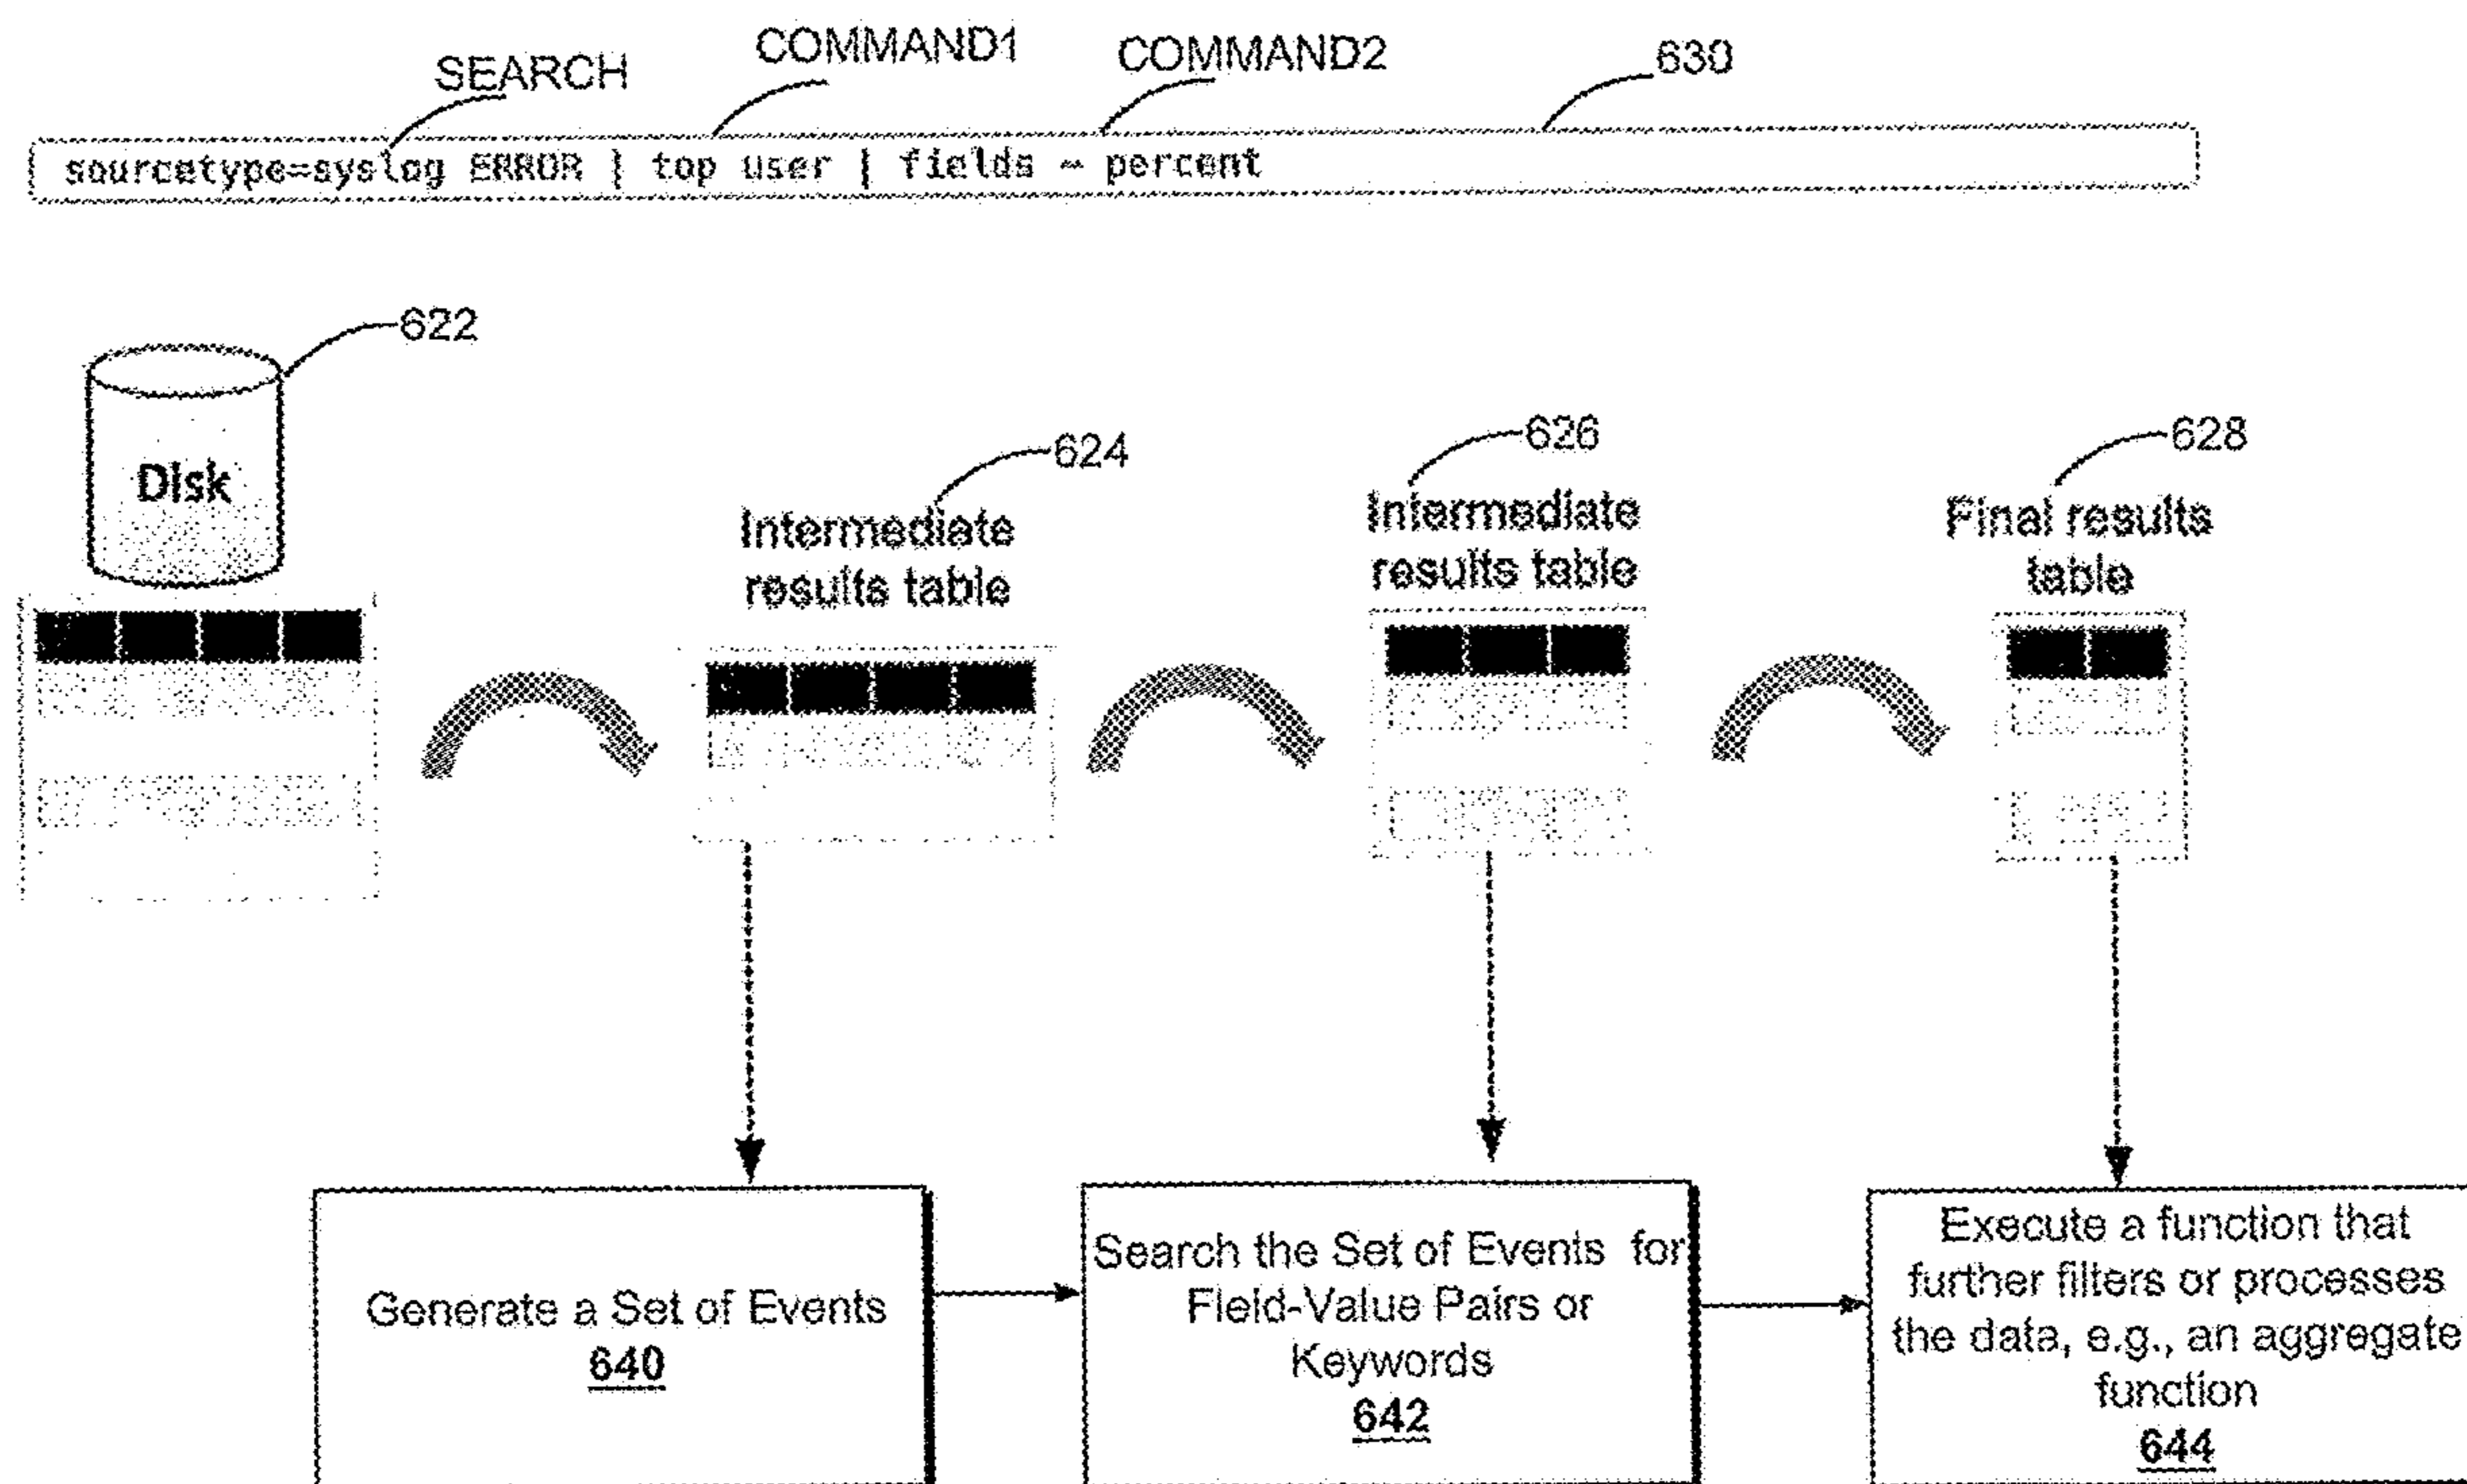 SEARCH
COMMAND1
COMMAND2
630
sourcetype=syslog ERROR | top user | fields - percent
622
Disk
624
Intermediate
results table
626
Intermediate
results table
628
Final results
table
Generate a Set of Events
640
Search the Set of Events for
Field-Value Pairs or
Keywords
642
Execute a function that
further filters or processes
the data, e.g., an aggregate
function
644